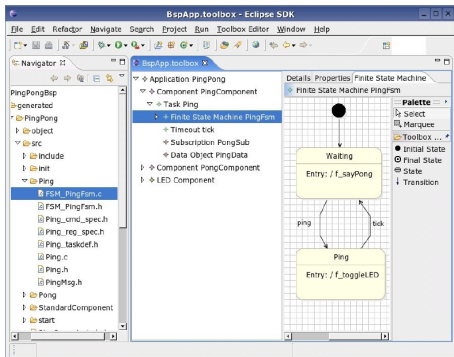 BspApp.toolbox - Eclipse SDK
File Edit Refactor Navigate Search Project Run Toolbox Editor Window Help
Navigator
PingPongBsp
generated
PingPong
object
src
include
init
Ping
FSM_PingFsm.c
FSM_PingFsm.h
Ping_cmd_spec.h
Ping_reg_spec.h
Ping_taskdef.h
Ping.c
Ping.h
PingMsg.h
Pong
StandardComponent
start
BspApp.toolbox
Application PingPong
Component PingComponent
Task Ping
Finite State Machine PingFsm
Timeout tick
Subscription PongSub
Data Object PingData
Component PongComponent
LED Component
Details Properties Finite State Machine
Finite State Machine PingFsm
Waiting
Entry: / f_sayPong
ping
tick
Ping
Entry: / f_toggleLED
Palette
Select
Marquee
Toolbox ...
Initial State
Final State
State
Transition